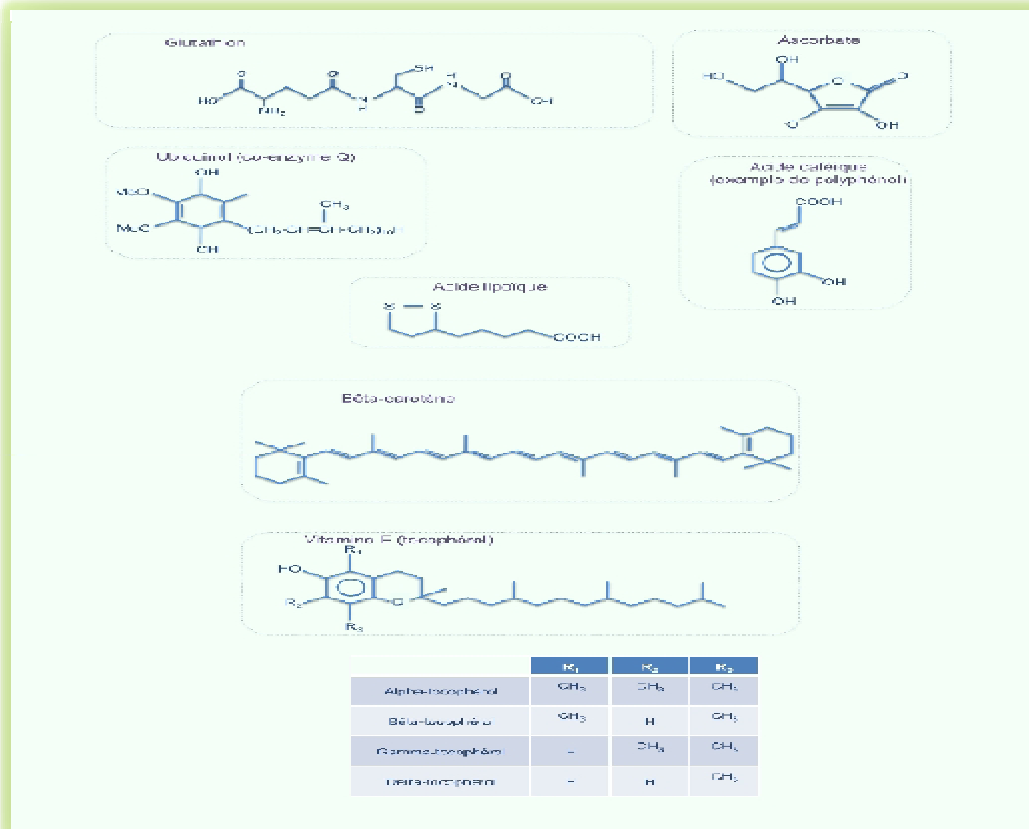 Glutathion
HO
O
NH2
O
N
H
SH
O
H
N
O
OH
Ascorbate
HO
OH
O
O
O
OH
Ubiquinol (co-enzyme Q)
OH
MeO
MeO
OH
CH3
Acide caféique
(exemple de polyphénol)
COOH
OH
OH
Acide lipoïque
S — S
COOH
Bêta-carotène
Vitamine E (tocophérol)
R1
HO
R2
O
R3
R1 R2 R3
Alpha-tocophérol CH3 CH3 CH3
Bêta-tocophérol CH3 H CH3
Gamma-tocophérol CH3 CH3
Delta-tocophérol H CH3